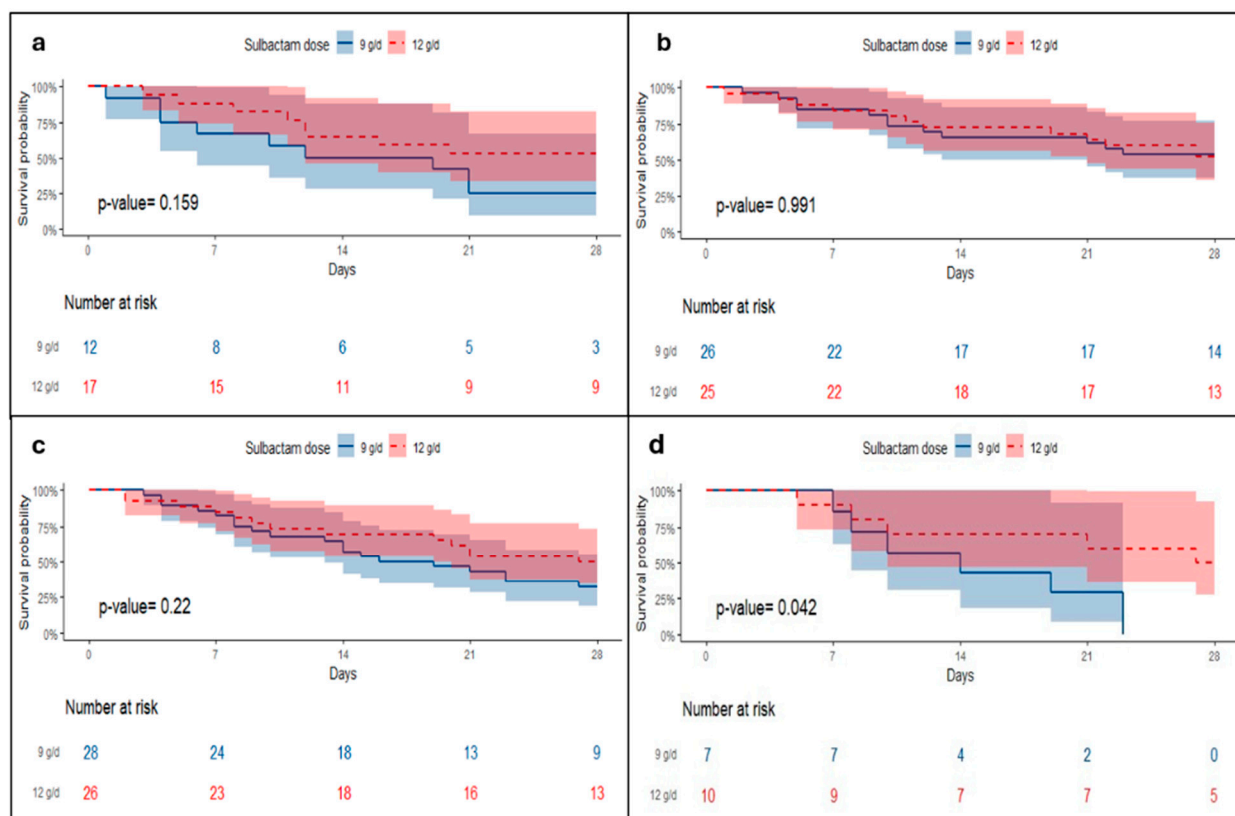 a
Sulbactam dose 9 g/d 12 g/d
100%
75%
50%
25%
0%
Survival probability
p-value= 0.159
0 7 14 21 28
Days
Number at risk
9 g/d 12 8 6 5 3
12 g/d 17 15 11 9 9
b
Sulbactam dose 9 g/d 12 g/d
100%
75%
50%
25%
0%
Survival probability
p-value= 0.991
0 7 14 21 28
Days
Number at risk
9 g/d 26 22 17 17 14
12 g/d 25 22 18 17 13
c
Sulbactam dose 9 g/d 12 g/d
100%
75%
50%
25%
0%
Survival probability
p-value= 0.22
0 7 14 21 28
Days
Number at risk
9 g/d 28 24 18 13 9
12 g/d 26 23 18 16 13
d
Sulbactam dose 9 g/d 12 g/d
100%
75%
50%
25%
0%
Survival probability
p-value= 0.042
0 7 14 21 28
Days
Number at risk
9 g/d 7 7 4 2 0
12 g/d 10 9 7 7 5